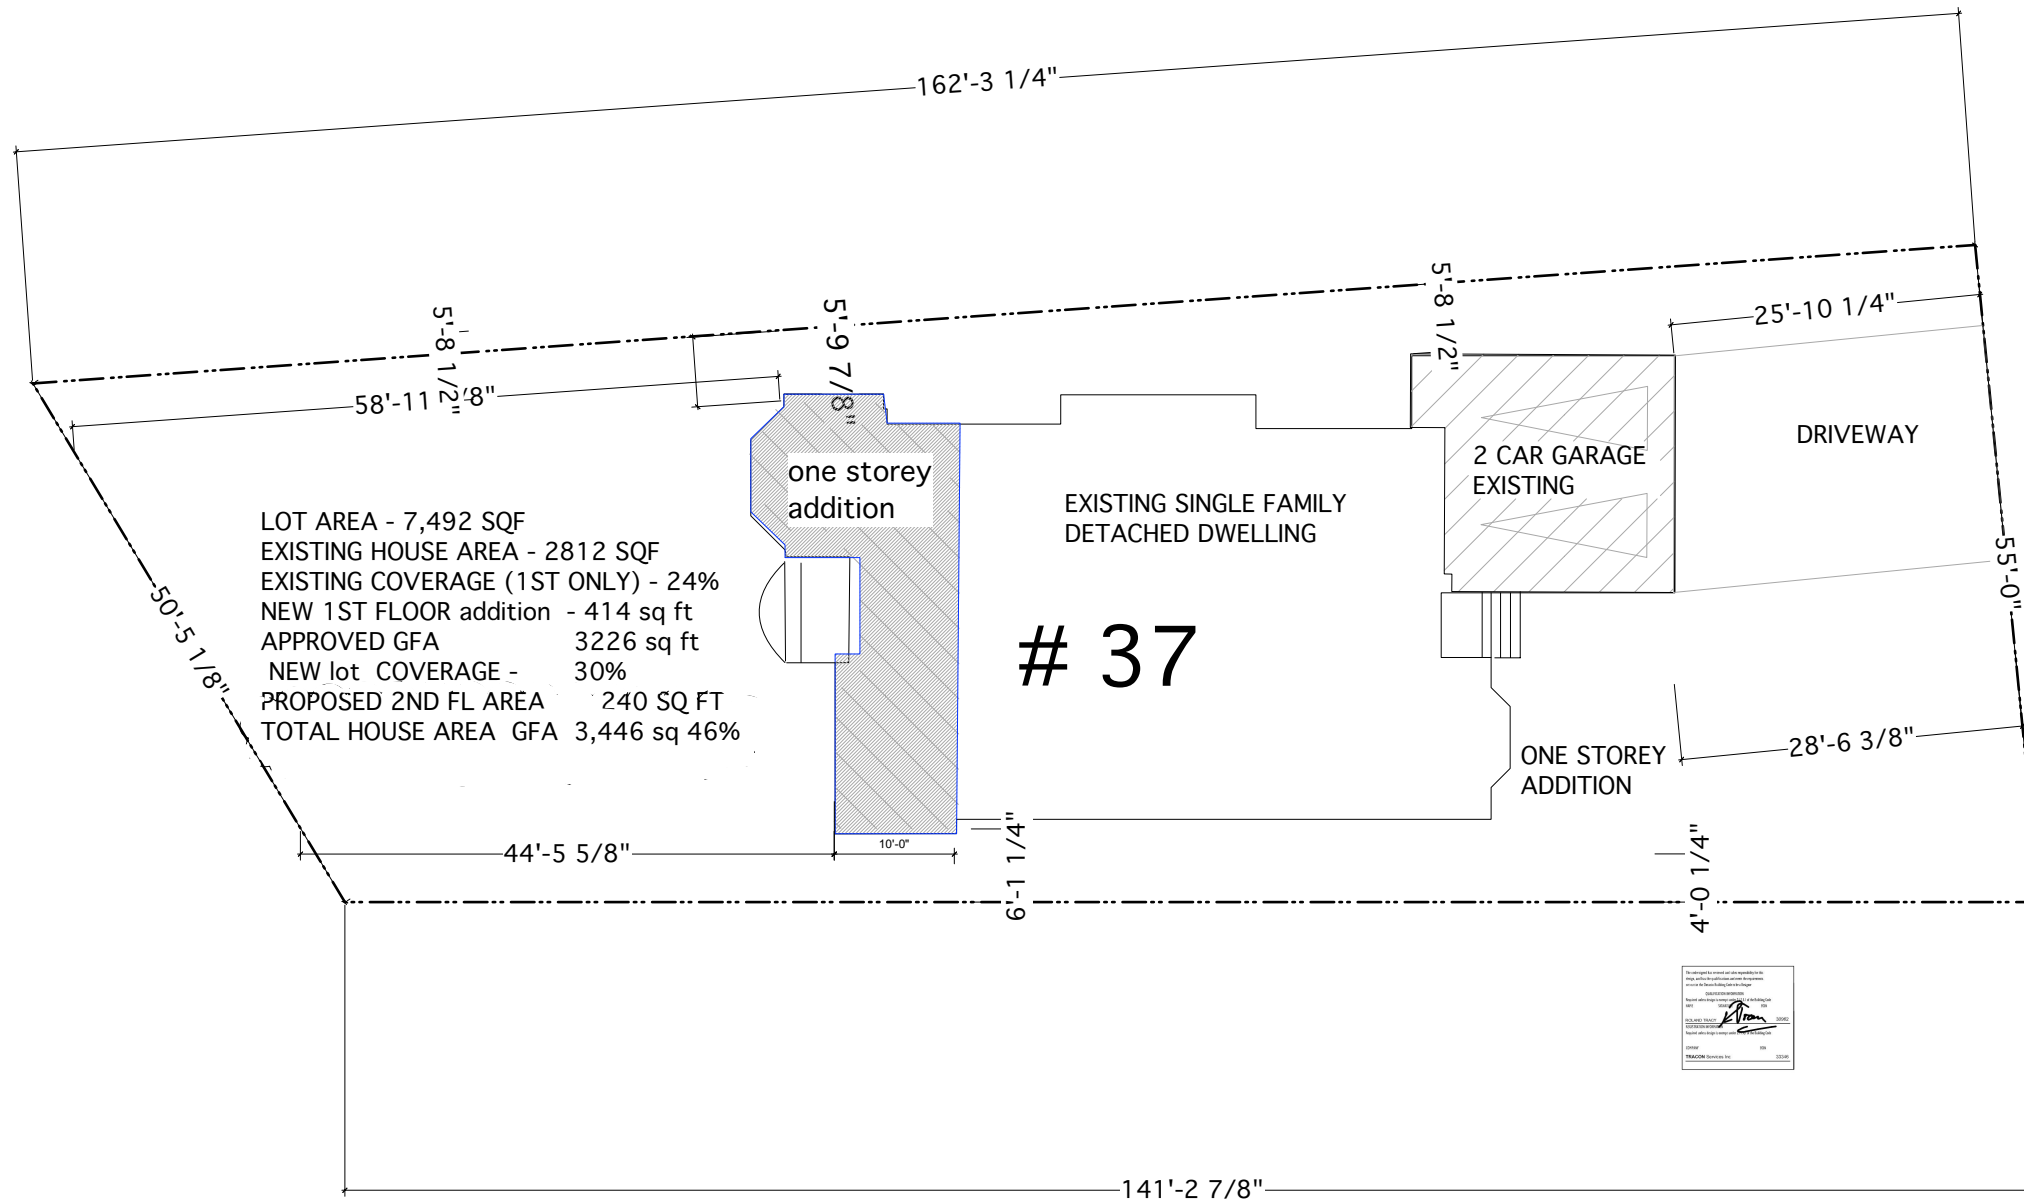 162'-3 1/4"
5'-8 1/2"
5'-9 7/8"
5'-8 1/2"
25'-10 1/4"
58'-11 /8"
DRIVEWAY
2 CAR GARAGE
EXISTING
one storey
addition
EXISTING SINGLE FAMILY
DETACHED DWELLING
LOT AREA - 7,492 SQF
EXISTING HOUSE AREA - 2812 SQF
EXISTING COVERAGE (1ST ONLY) - 24%
NEW 1ST FLOOR addition - 414 sq ft
APPROVED GFA 3226 sq ft
NEW lot COVERAGE - 30%
PROPOSED 2ND FL AREA 240 SQ FT
TOTAL HOUSE AREA GFA 3,446 sq 46%
50'-5 1/8"
55'-0"
# 37
28'-6 3/8"
ONE STOREY
ADDITION
44'-5 5/8"
10'-0"
6'-1 1/4"
4'-0 1/4"
ROLAND TRACY
TRACON Services Inc
141'-2 7/8"